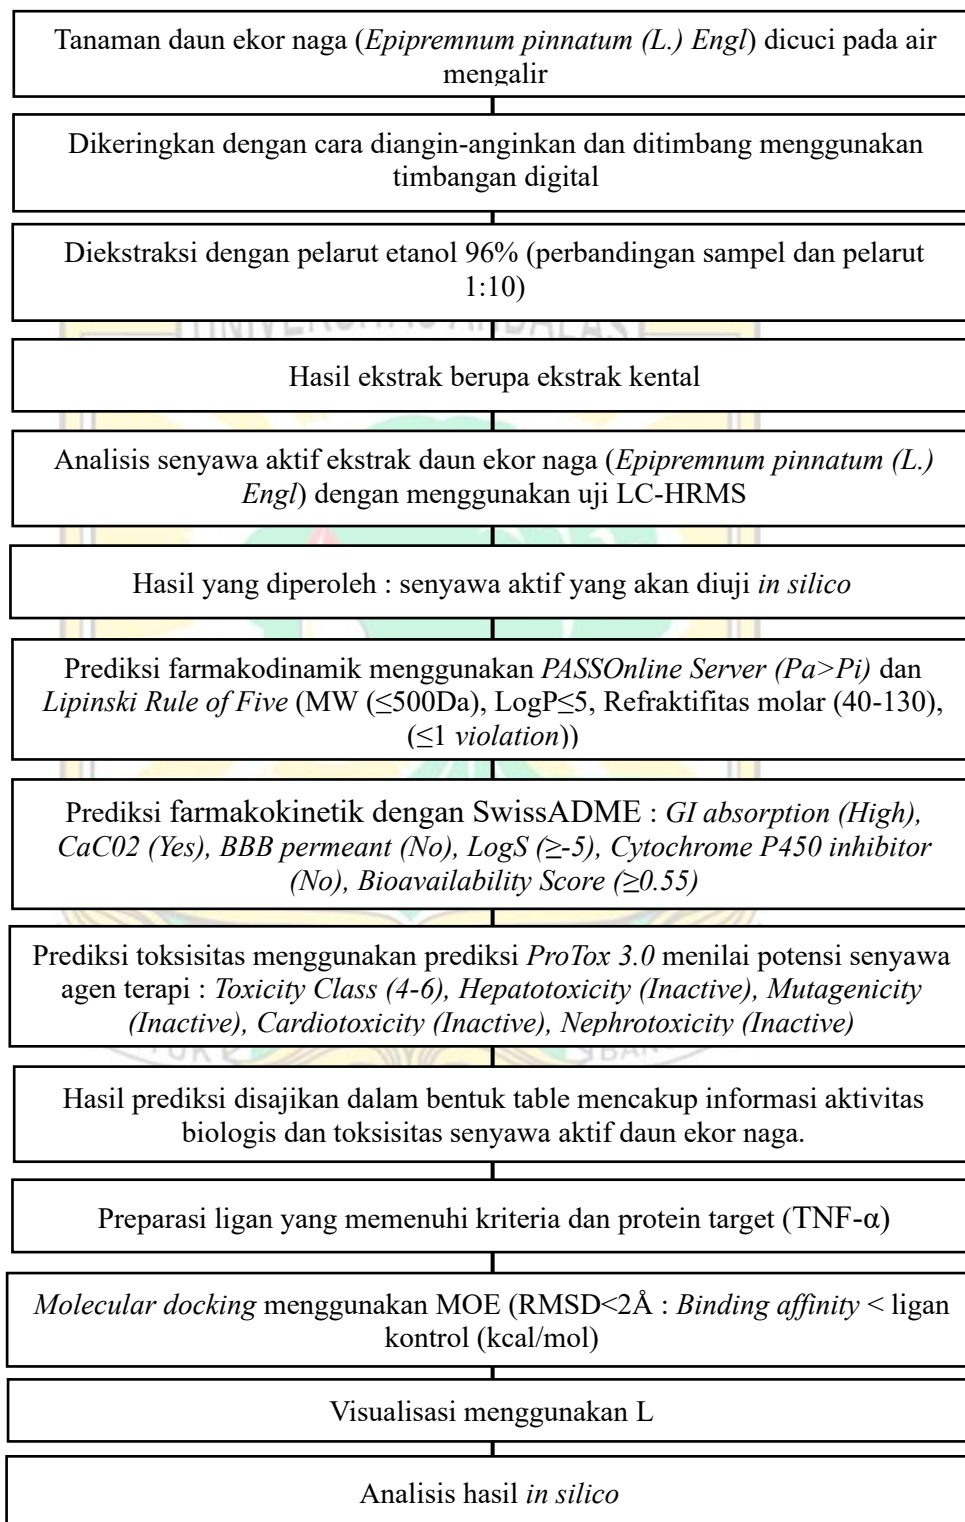 Tanaman daun ekor naga (Epipremnum pinnatum (L.) Engl) dicuci pada air
mengalir
Dikeringkan dengan cara diangin-anginkan dan ditimbang menggunakan
timbangan digital
Diekstraksi dengan pelarut etanol 96% (perbandingan sampel dan pelarut
1:10)
UNIVERSITAS ANDALAS
Hasil ekstrak berupa ekstrak kental
Analisis senyawa aktif ekstrak daun ekor naga (Epipremnum pinnatum (L.)
Engl) dengan menggunakan uji LC-HRMS
Hasil yang diperoleh : senyawa aktif yang akan diuji in silico
Prediksi farmakodinamik menggunakan PASSOnline Server (Pa>Pi) dan
Lipinski Rule of Five (MW (≤500Da), LogP≤5, Refraktifitas molar (40-130),
(≤1 violation))
Prediksi farmakokinetik dengan SwissADME : GI absorption (High),
CaC02 (Yes), BBB permeant (No), LogS (≥-5), Cytochrome P450 inhibitor
(No), Bioavailability Score (≥0.55)
Prediksi toksisitas menggunakan prediksi ProTox 3.0 menilai potensi senyawa
agen terapi : Toxicity Class (4-6), Hepatotoxicity (Inactive), Mutagenicity
(Inactive), Cardiotoxicity (Inactive), Nephrotoxicity (Inactive)
Hasil prediksi disajikan dalam bentuk table mencakup informasi aktivitas
biologis dan toksisitas senyawa aktif daun ekor naga.
Preparasi ligan yang memenuhi kriteria dan protein target (TNF-α)
Molecular docking menggunakan MOE (RMSD<2Å : Binding affinity < ligan
kontrol (kcal/mol)
Visualisasi menggunakan L
Analisis hasil in silico